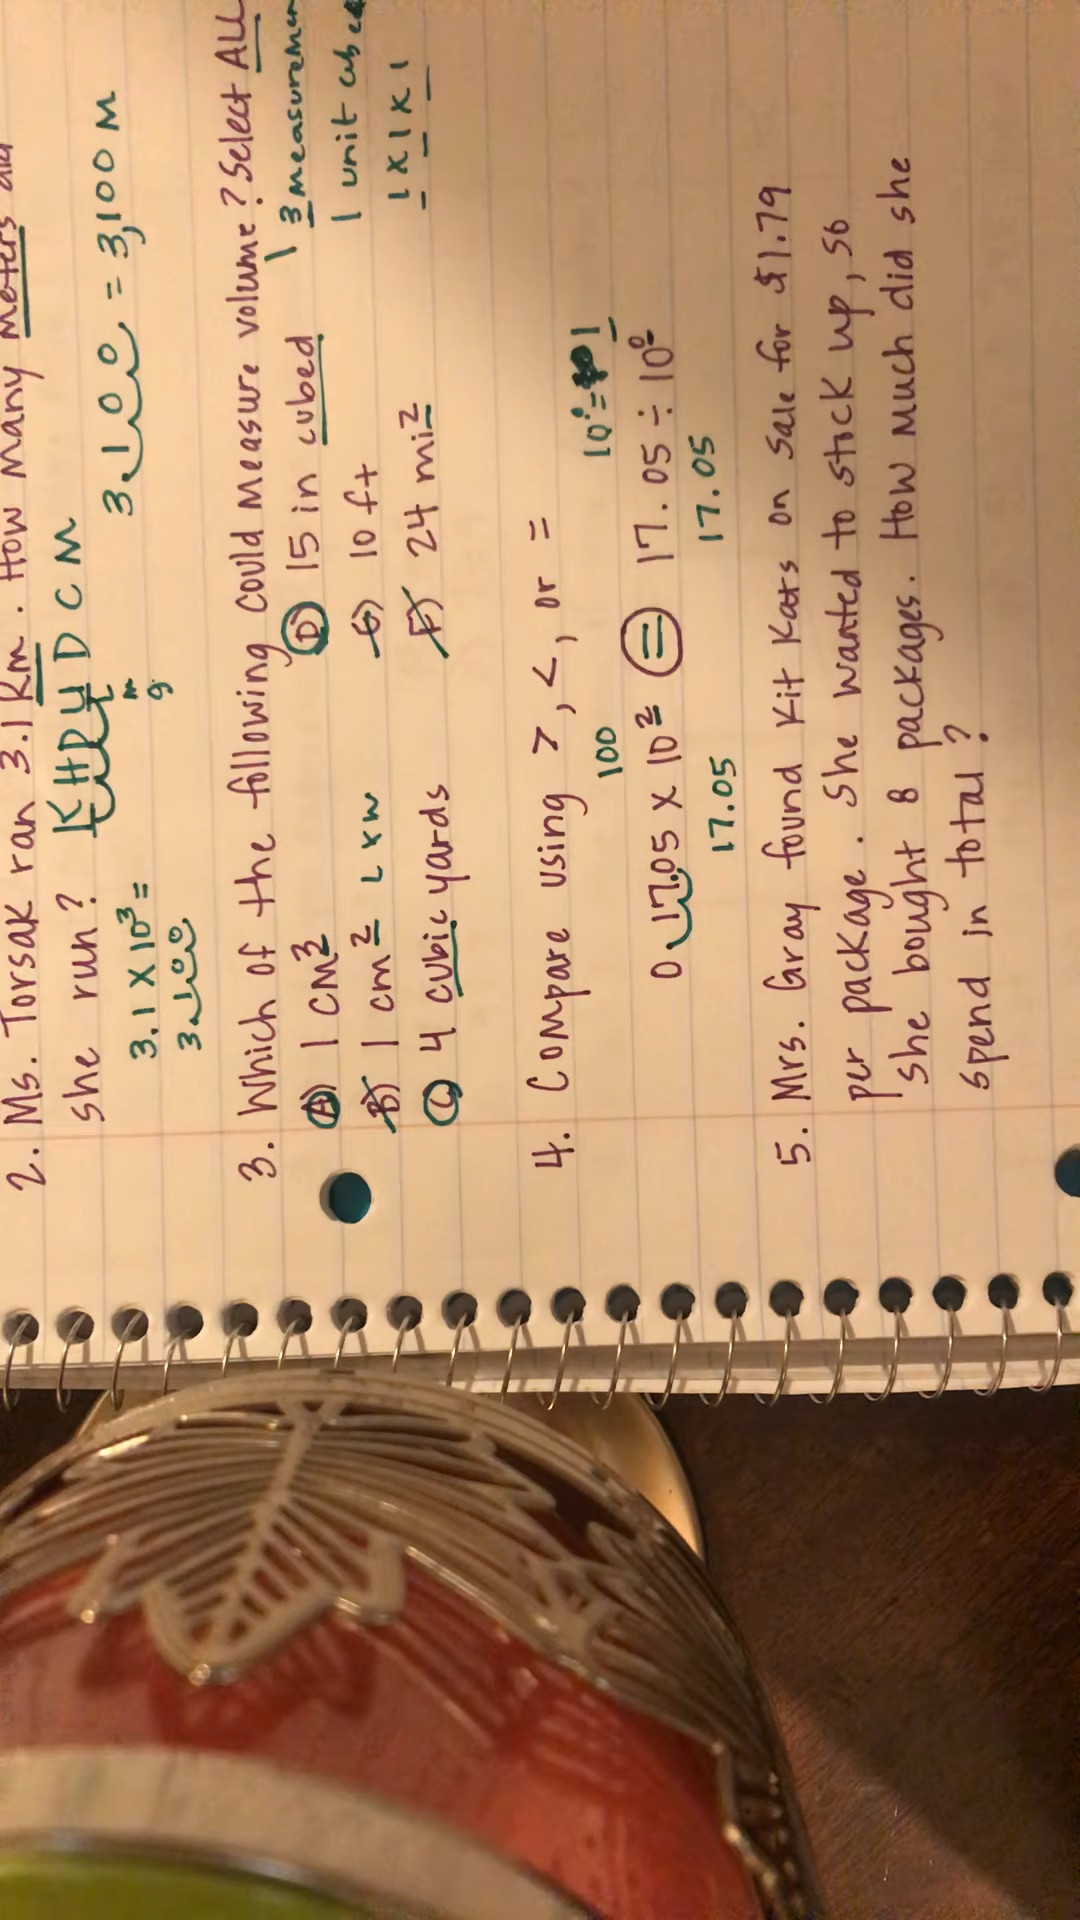 2. Ms. Torsak ran 3.1 km. How many meters did
she run? KHDUDCM
m
g
3.1 x 10³ =
3.100
3.100 = 3,100 M
3. Which of the following could measure volume? Select ALL
A) 1 cm³
B) 1 cm² L x W
C) 4 cubic yards
D) 15 in cubed
E) 10 ft
F) 24 mi²
3 measuremen
1 unit cube
1 x 1 x 1
4. Compare using >, <, or =
100
10⁰ = 1
0.17.05 x 10² = 17.05 ÷ 10⁰
17.05 17.05
5. Mrs. Gray found Kit Kats on sale for $1.79
per package. She wanted to stock up, so
she bought 8 packages. How much did she
spend in total?